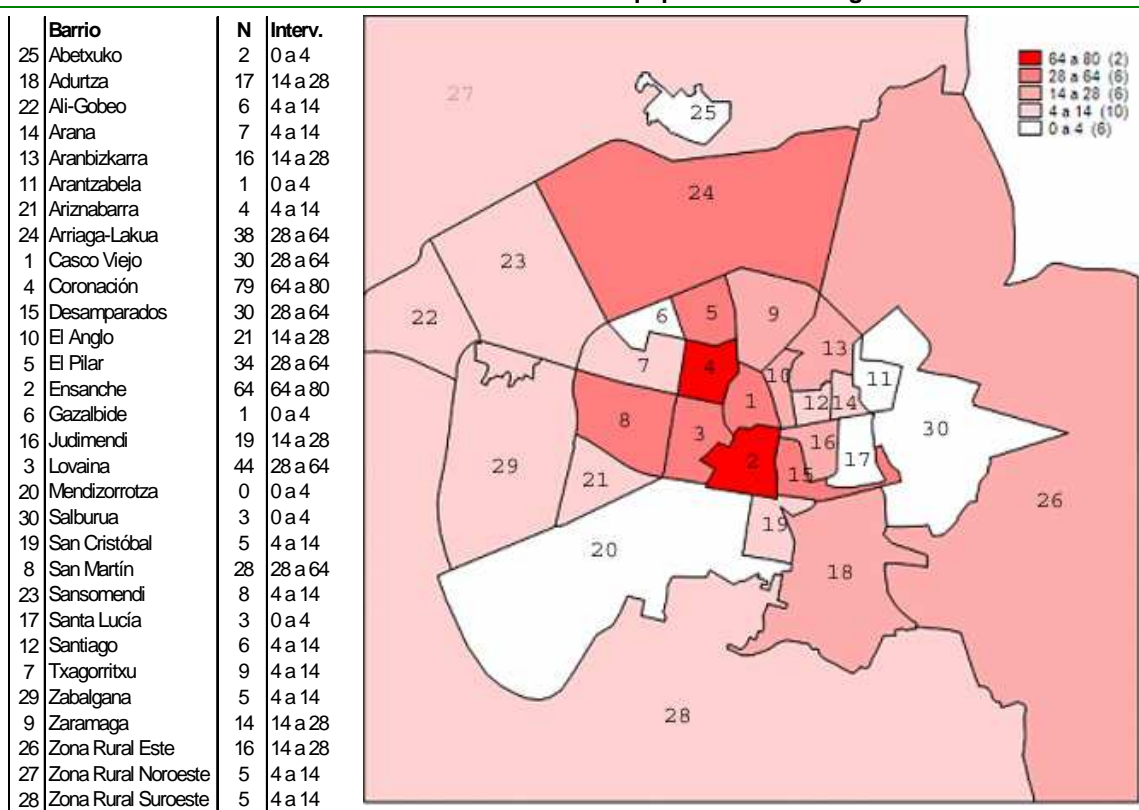 Barrio N Interv.
25 Abetxuko 2 0 a 4
18 Adurtza 17 14 a 28
22 Ali-Gobeo 6 4 a 14
14 Arana 7 4 a 14
13 Aranbizkarra 16 14 a 28
11 Arantzabela 1 0 a 4
21 Ariznabarra 4 4 a 14
24 Arriaga-Lakua 38 28 a 64
1 Casco Viejo 30 28 a 64
4 Coronación 79 64 a 80
15 Desamparados 30 28 a 64
10 El Anglo 21 14 a 28
5 El Pilar 34 28 a 64
2 Ensanche 64 64 a 80
6 Gazalbide 1 0 a 4
16 Judimendi 19 14 a 28
3 Lovaina 44 28 a 64
20 Mendizorrotza 0 0 a 4
30 Salburua 3 0 a 4
19 San Cristóbal 5 4 a 14
8 San Martín 28 28 a 64
23 Sansomendi 8 4 a 14
17 Santa Lucía 3 0 a 4
12 Santiago 6 4 a 14
7 Txagorritxu 9 4 a 14
29 Zabalgana 5 4 a 14
9 Zaramaga 14 14 a 28
26 Zona Rural Este 16 14 a 28
27 Zona Rural Noroeste 5 4 a 14
28 Zona Rural Suroeste 5 4 a 14
64 a 80 (2)
28 a 64 (6)
14 a 28 (6)
4 a 14 (10)
0 a 4 (6)
27
25
24
23
22
6
5
9
13
7
4
10
11
1
12
14
8
3
30
16
2
17
29
21
15
26
19
20
18
28